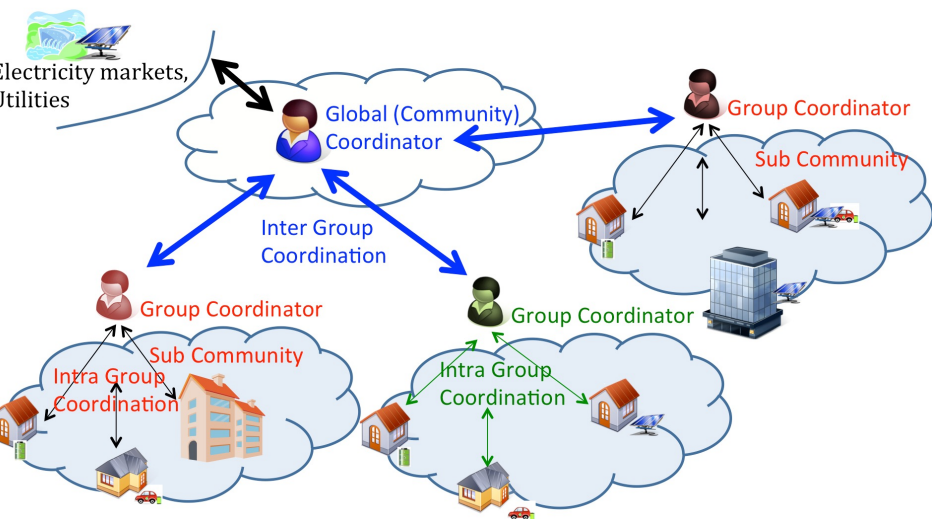 Electricity markets,
Utilities
Global (Community)
Coordinator
Group Coordinator
Sub Community
Inter Group
Coordination
Group Coordinator
Sub Community
Intra Group
Coordination
Group Coordinator
Intra Group
Coordination